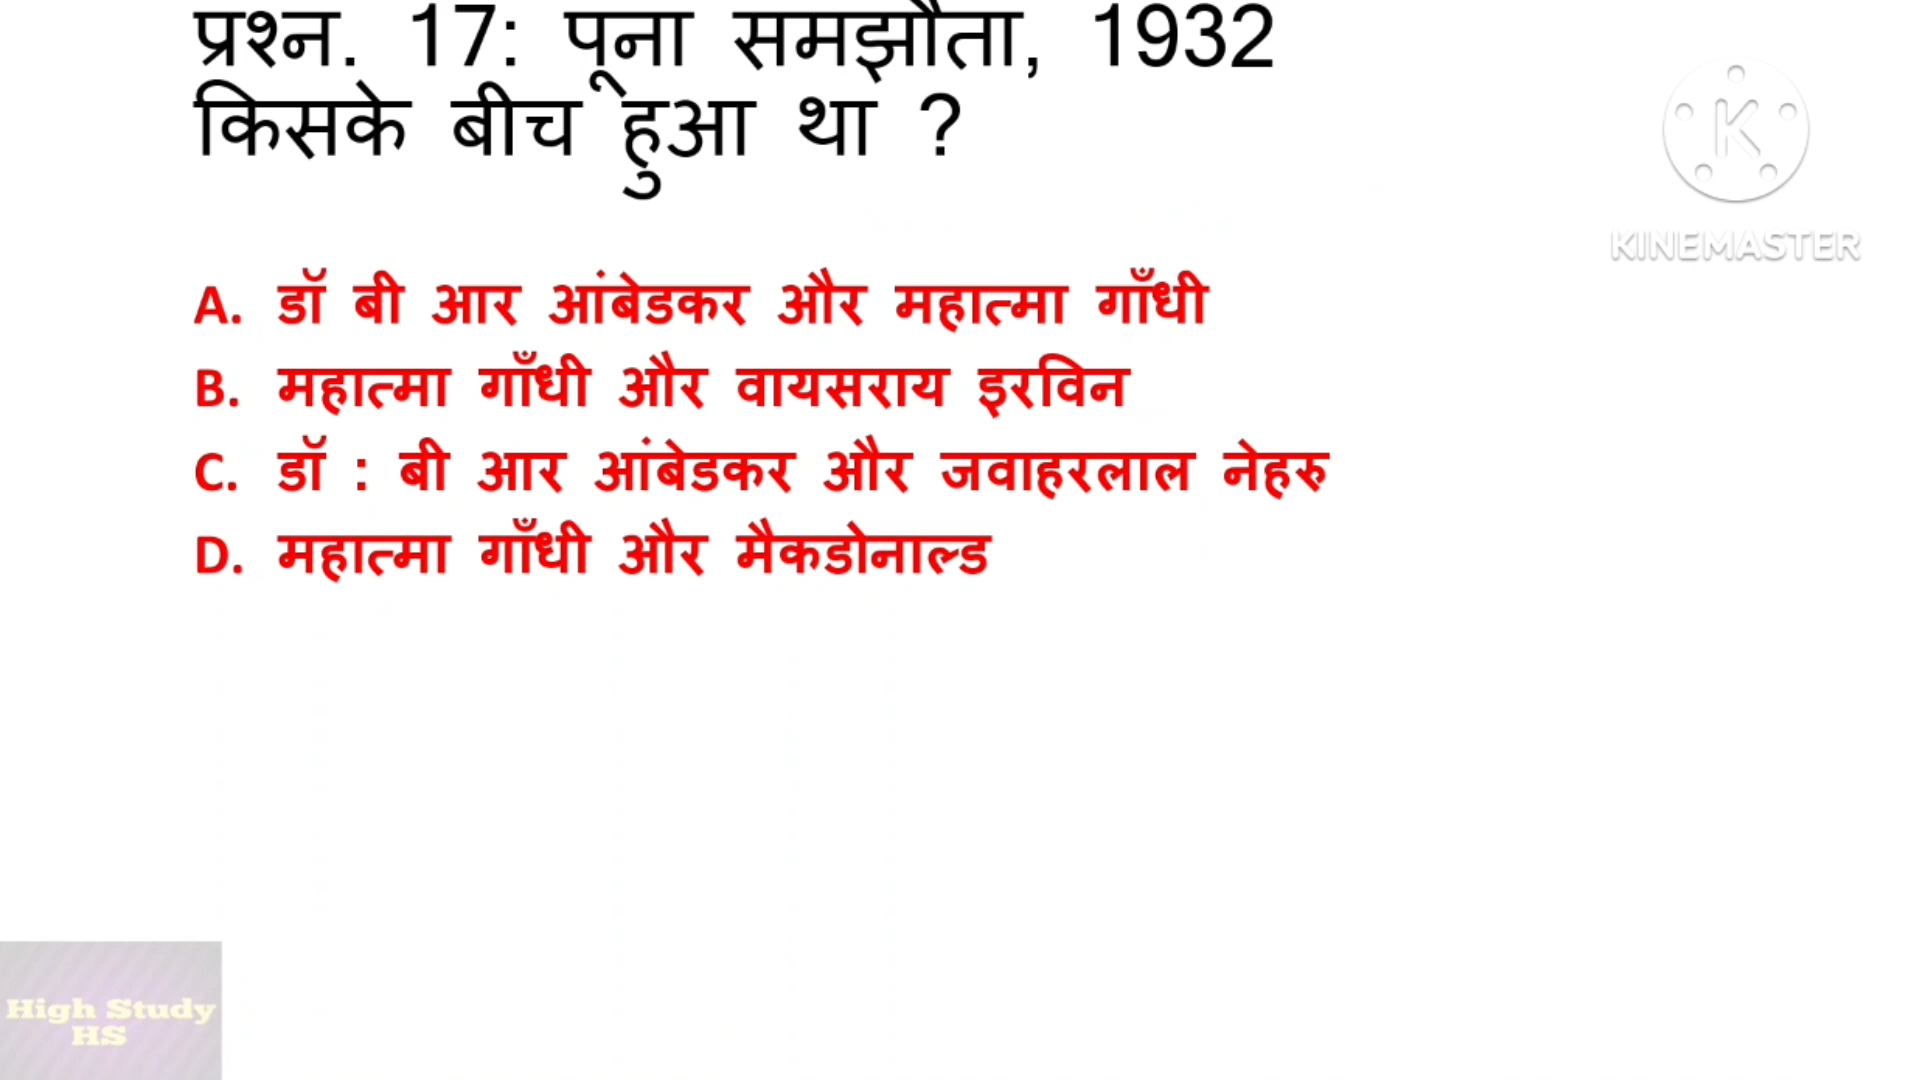 प्रश्न. 17: पूना समझौता, 1932
किसके बीच हुआ था ?
K
KINEMASTER
A. डॉ बी आर आंबेडकर और महात्मा गाँधी
B. महात्मा गाँधी और वायसराय इरविन
C. डॉ : बी आर आंबेडकर और जवाहरलाल नेहरु
D. महात्मा गाँधी और मैकडोनाल्ड
High Study
HS